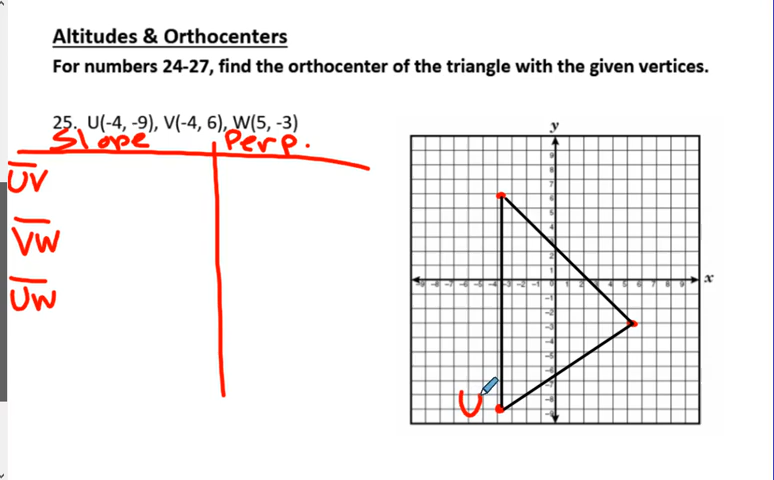 Altitudes & Orthocenters
For numbers 24-27, find the orthocenter of the triangle with the given vertices.
25. U(-4, -9), V(-4, 6), W(5, -3)
Slope Perp.
UV
VW
UW
y
x
U